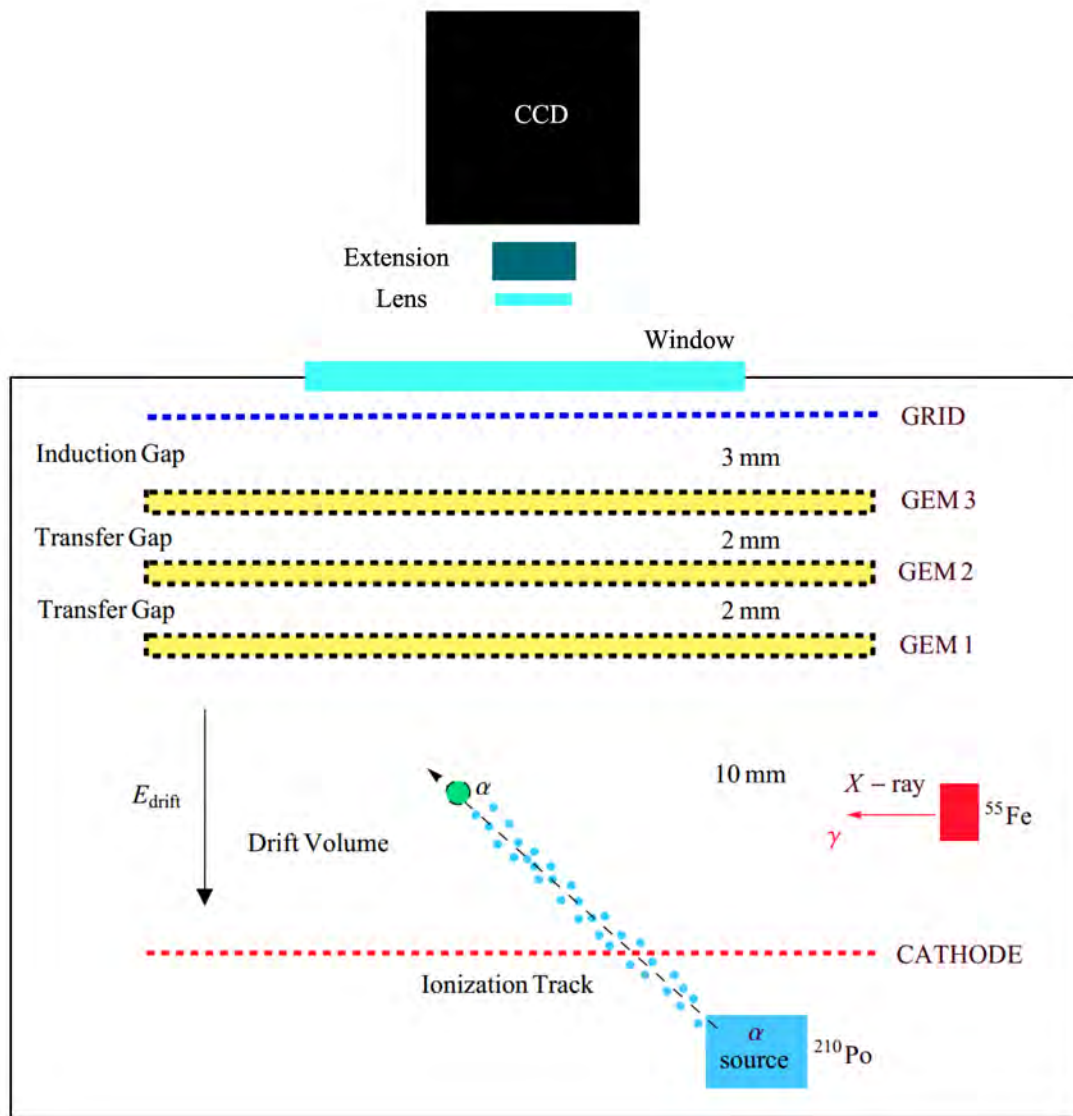 CCD
Extension
Lens
Window
GRID
Induction Gap
3 mm
GEM 3
Transfer Gap
2 mm
GEM 2
Transfer Gap
2 mm
GEM 1
α
10 mm
X – ray
⁵⁵Fe
E_drift
γ
Drift Volume
CATHODE
Ionization Track
α
source
²¹⁰Po